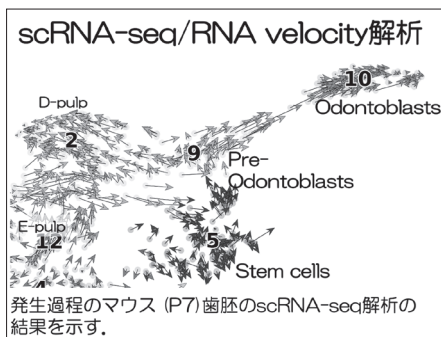 scRNA-seq/RNA velocity解析
10
Odontoblasts
D-pulp
2
9
Pre-
Odontoblasts
E-pulp
12
5
Stem cells
発生過程のマウス (P7)歯胚のscRNA-seq解析の
結果を示す.